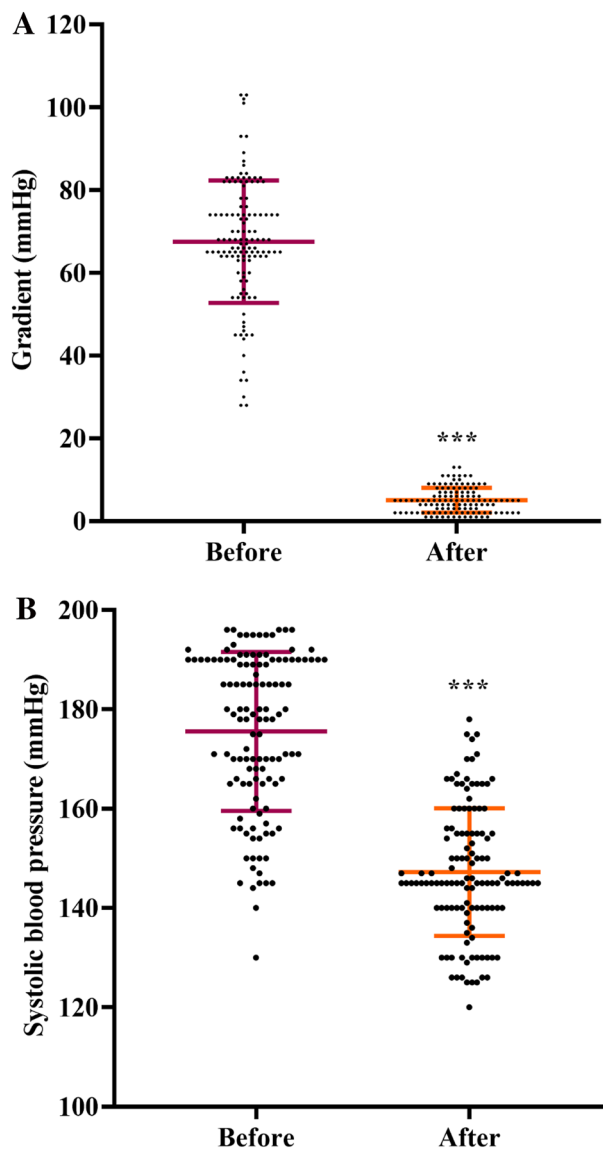 A
Gradient (mmHg)
120
100
80
60
40
20
0
***
Before After
B
Systolic blood pressure (mmHg)
200
180
160
140
120
100
***
Before After